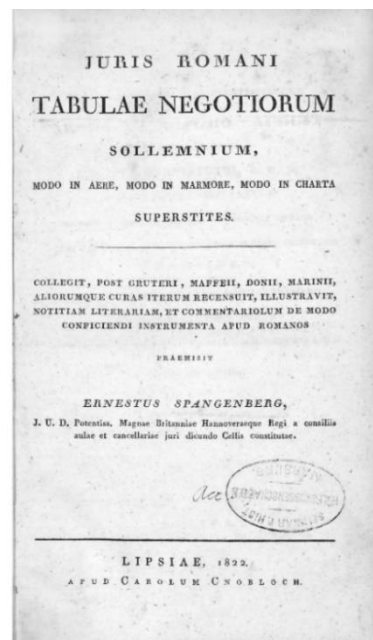 JURIS ROMANI
TABULAE NEGOTIORUM
SOLLEMNIUM,
MODO IN AERE, MODO IN MARMORE, MODO IN CHARTA
SUPERSTITES.
COLLEGIT, POST GRUTERI, MAFFEII, DONII, MARINII,
ALIORUMQUE CURAS ITERUM RECENSUIT, ILLUSTRAVIT,
NOTITIAM LITERARIAM, ET COMMENTARIOLUM DE MODO
CONFICIENDI INSTRUMENTA APUD ROMANOS
PRAEMISIT
ERNESTUS SPANGENBERG,
J. U. D. Potentiss. Magnae Britanniae Hannoveraeque Regi a consiliis
aulae et cancellariae juri dicundo Cellis constitutae.
Acc
LIPSIAE, 1822.
APUD CAROLUM CNOBLOCH.